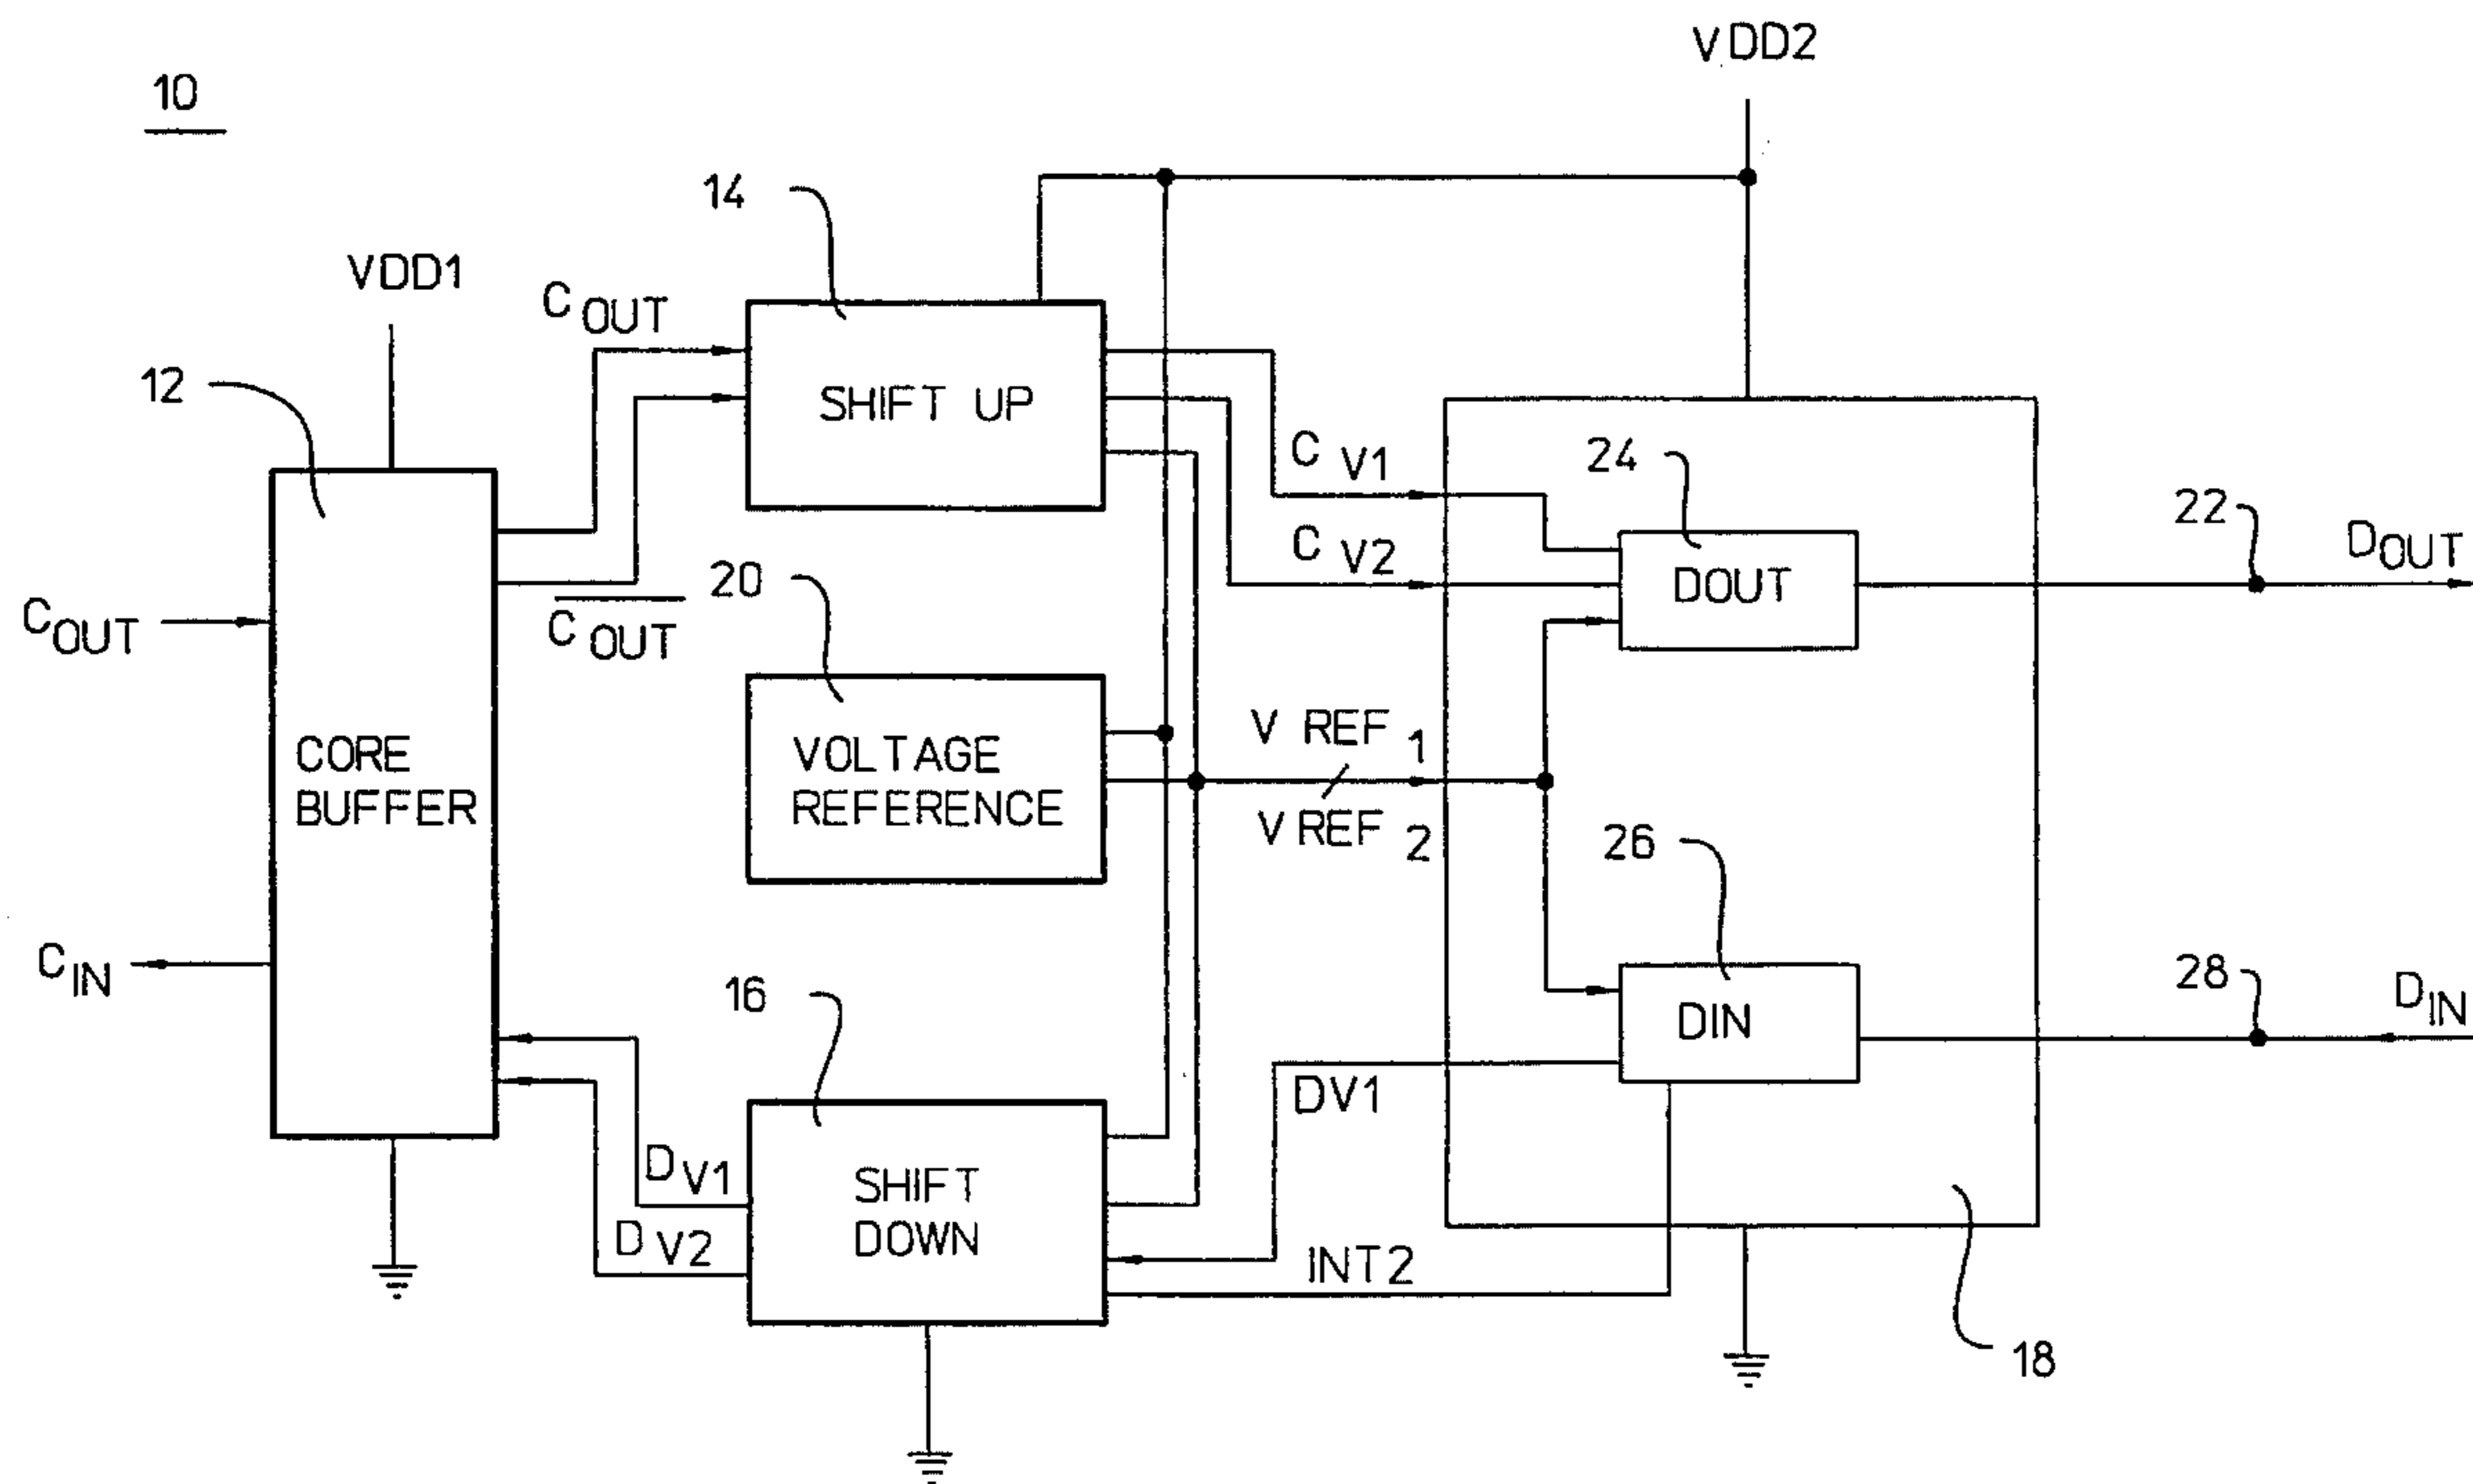 VDD2
10
14
VDD1
C OUT
12
SHIFT UP
C V1
24
22
D OUT
C V2
DOUT
20
C OUT
C OUT
V REF 1
CORE
BUFFER
VOLTAGE
REFERENCE
V REF 2
26
C IN
16
28
D IN
DIN
DV1
D V1
SHIFT
DOWN
D V2
INT2
18